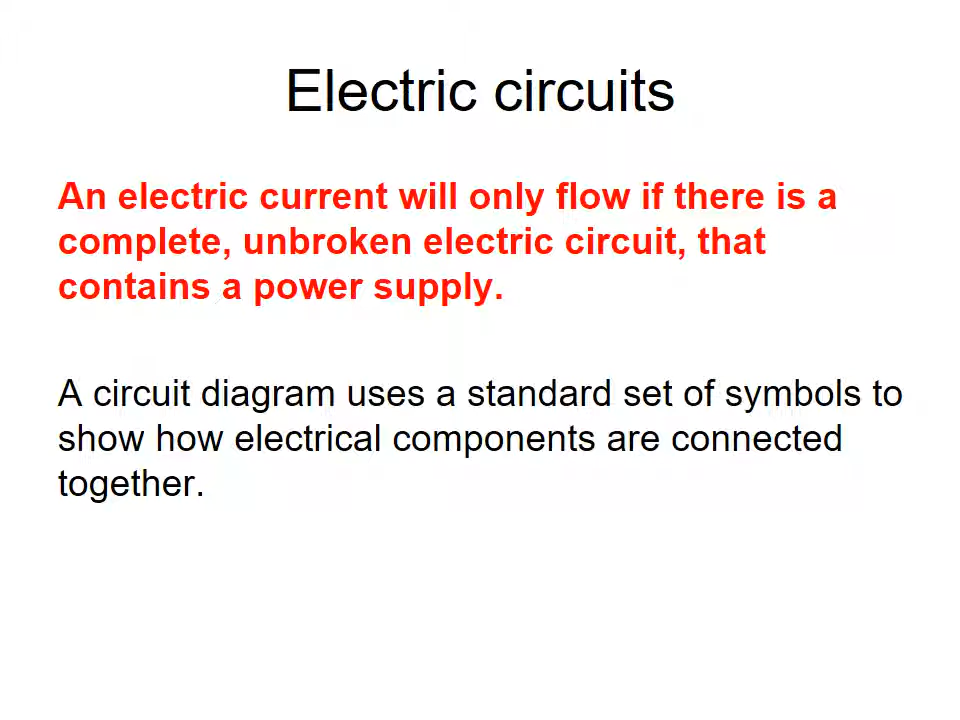 Electric circuits
An electric current will only flow if there is a
complete, unbroken electric circuit, that
contains a power supply.
A circuit diagram uses a standard set of symbols to
show how electrical components are connected
together.